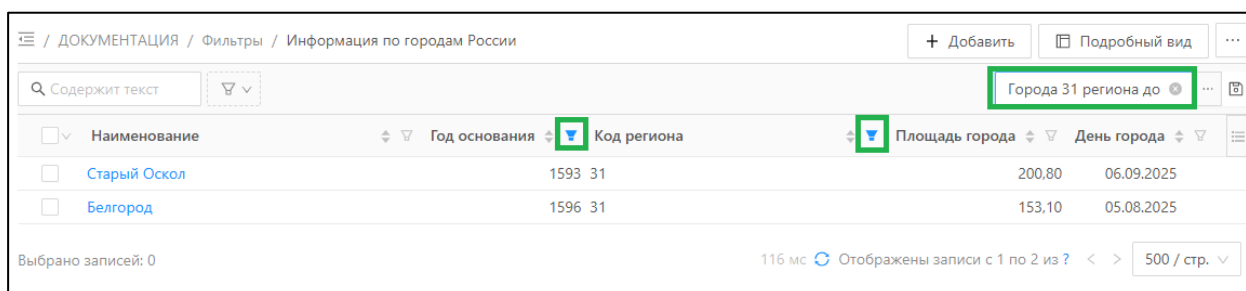 / ДОКУМЕНТАЦИЯ / Фильтры / Информация по городам России + Добавить Подробный вид ...
Содержит текст Города 31 региона до ...
Наименование Год основания Код региона Площадь города День города
Старый Оскол 1593 31 200,80 06.09.2025
Белгород 1596 31 153,10 05.08.2025
Выбрано записей: 0 116 мс Отображены записи с 1 по 2 из ? < > 500 / стр.